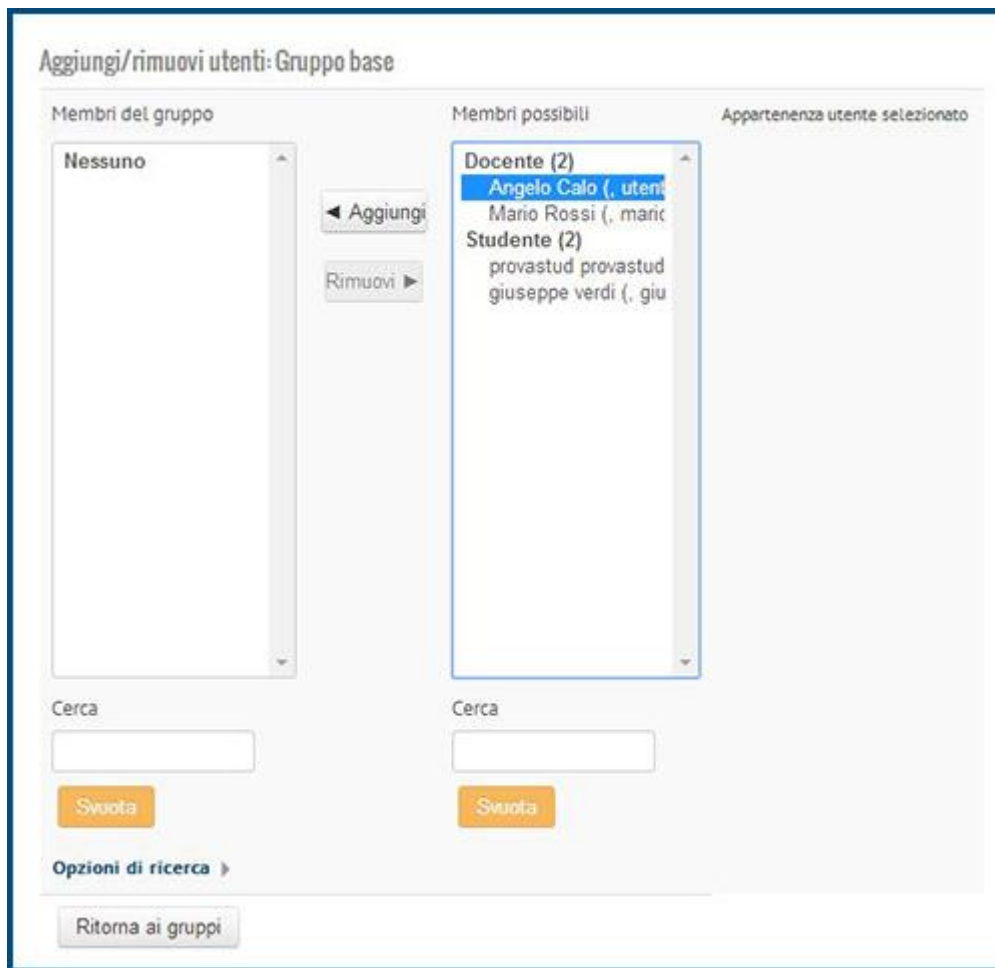 Aggiungi/rimuovi utenti: Gruppo base
Membri del gruppo
Membri possibili
Appartenenza utente selezionato
Nessuno
◄ Aggiungi
Rimuovi ►
Docente (2)
Angelo Calo (, utent
Mario Rossi (, maric
Studente (2)
provastud provastud
giuseppe verdi (, giu
Cerca
Cerca
Svuota
Svuota
Opzioni di ricerca
Ritorna ai gruppi